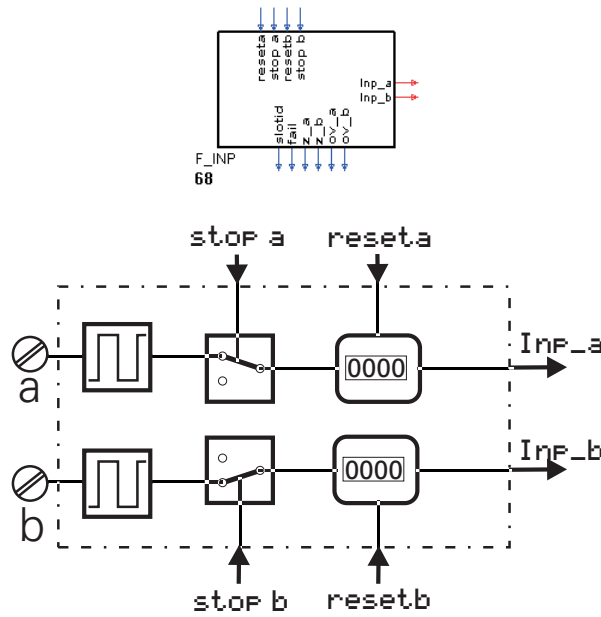 reseta
stop a
resetb
stop b
Inp_a
Inp_b
slotid
fail
z_a
z_b
ov_a
ov_b
F_INP
68
stop a reseta
a
0000
Inp_a
b
0000
Inp_b
stop b resetb